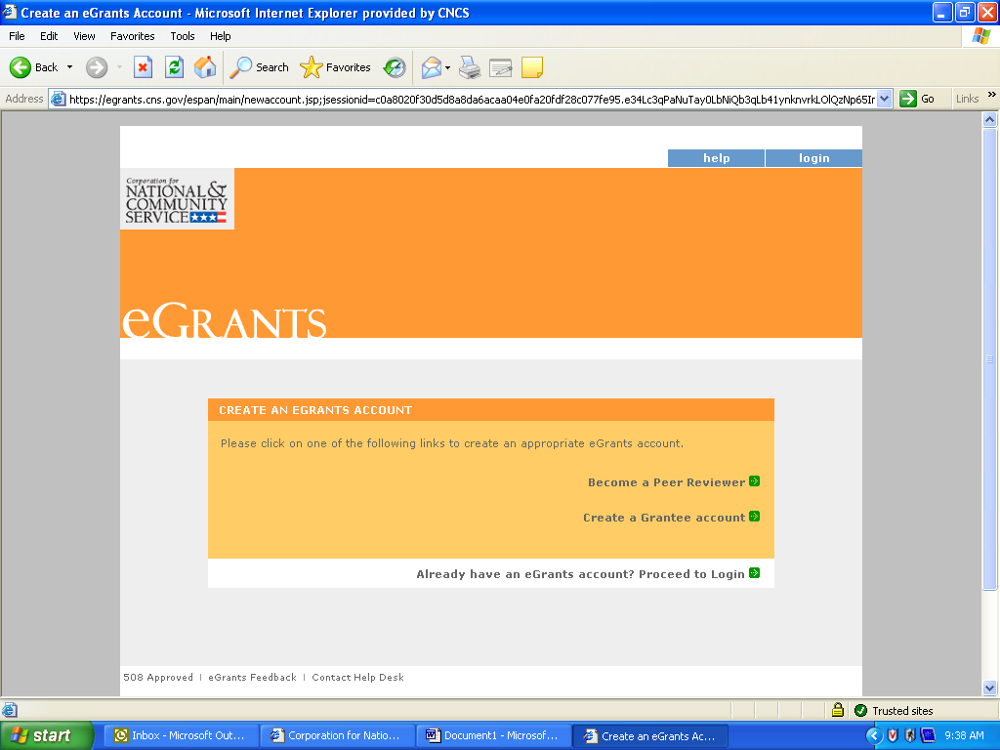 Create an eGrants Account - Microsoft Internet Explorer provided by CNCS
File Edit View Favorites Tools Help
Back Search Favorites
Address https://egrants.cns.gov/espan/main/newaccount.jsp;jsessionid=c0a8020f30d5d8a8da6acaa04e0fa20fdf28c077fe95.e34Lc3qPaNuTay0LbNiQb3qLb41ynknvrkLOlQzNp65Ir Go Links »
help login
Corporation for
NATIONAL &
COMMUNITY
SERVICE
eGRANTS
CREATE AN EGRANTS ACCOUNT
Please click on one of the following links to create an appropriate eGrants account.
Become a Peer Reviewer
Create a Grantee account
Already have an eGrants account? Proceed to Login
508 Approved | eGrants Feedback | Contact Help Desk
Trusted sites
start Inbox - Microsoft Out... Corporation for Natio... Document1 - Microsof... Create an eGrants Ac... 9:38 AM